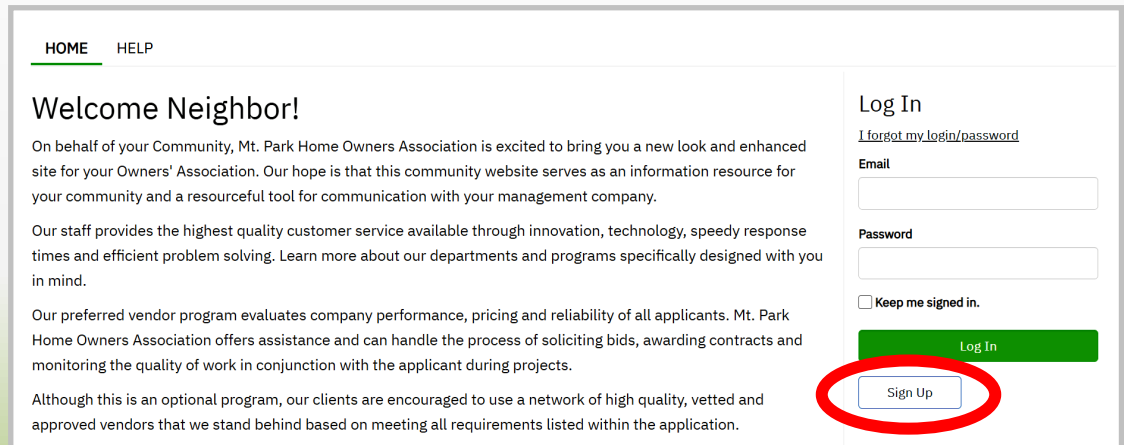 HOME HELP
Welcome Neighbor!
On behalf of your Community, Mt. Park Home Owners Association is excited to bring you a new look and enhanced
site for your Owners' Association. Our hope is that this community website serves as an information resource for
your community and a resourceful tool for communication with your management company.
Our staff provides the highest quality customer service available through innovation, technology, speedy response
times and efficient problem solving. Learn more about our departments and programs specifically designed with you
in mind.
Our preferred vendor program evaluates company performance, pricing and reliability of all applicants. Mt. Park
Home Owners Association offers assistance and can handle the process of soliciting bids, awarding contracts and
monitoring the quality of work in conjunction with the applicant during projects.
Although this is an optional program, our clients are encouraged to use a network of high quality, vetted and
approved vendors that we stand behind based on meeting all requirements listed within the application.
Log In
I forgot my login/password
Email
Password
Keep me signed in.
Log In
Sign Up